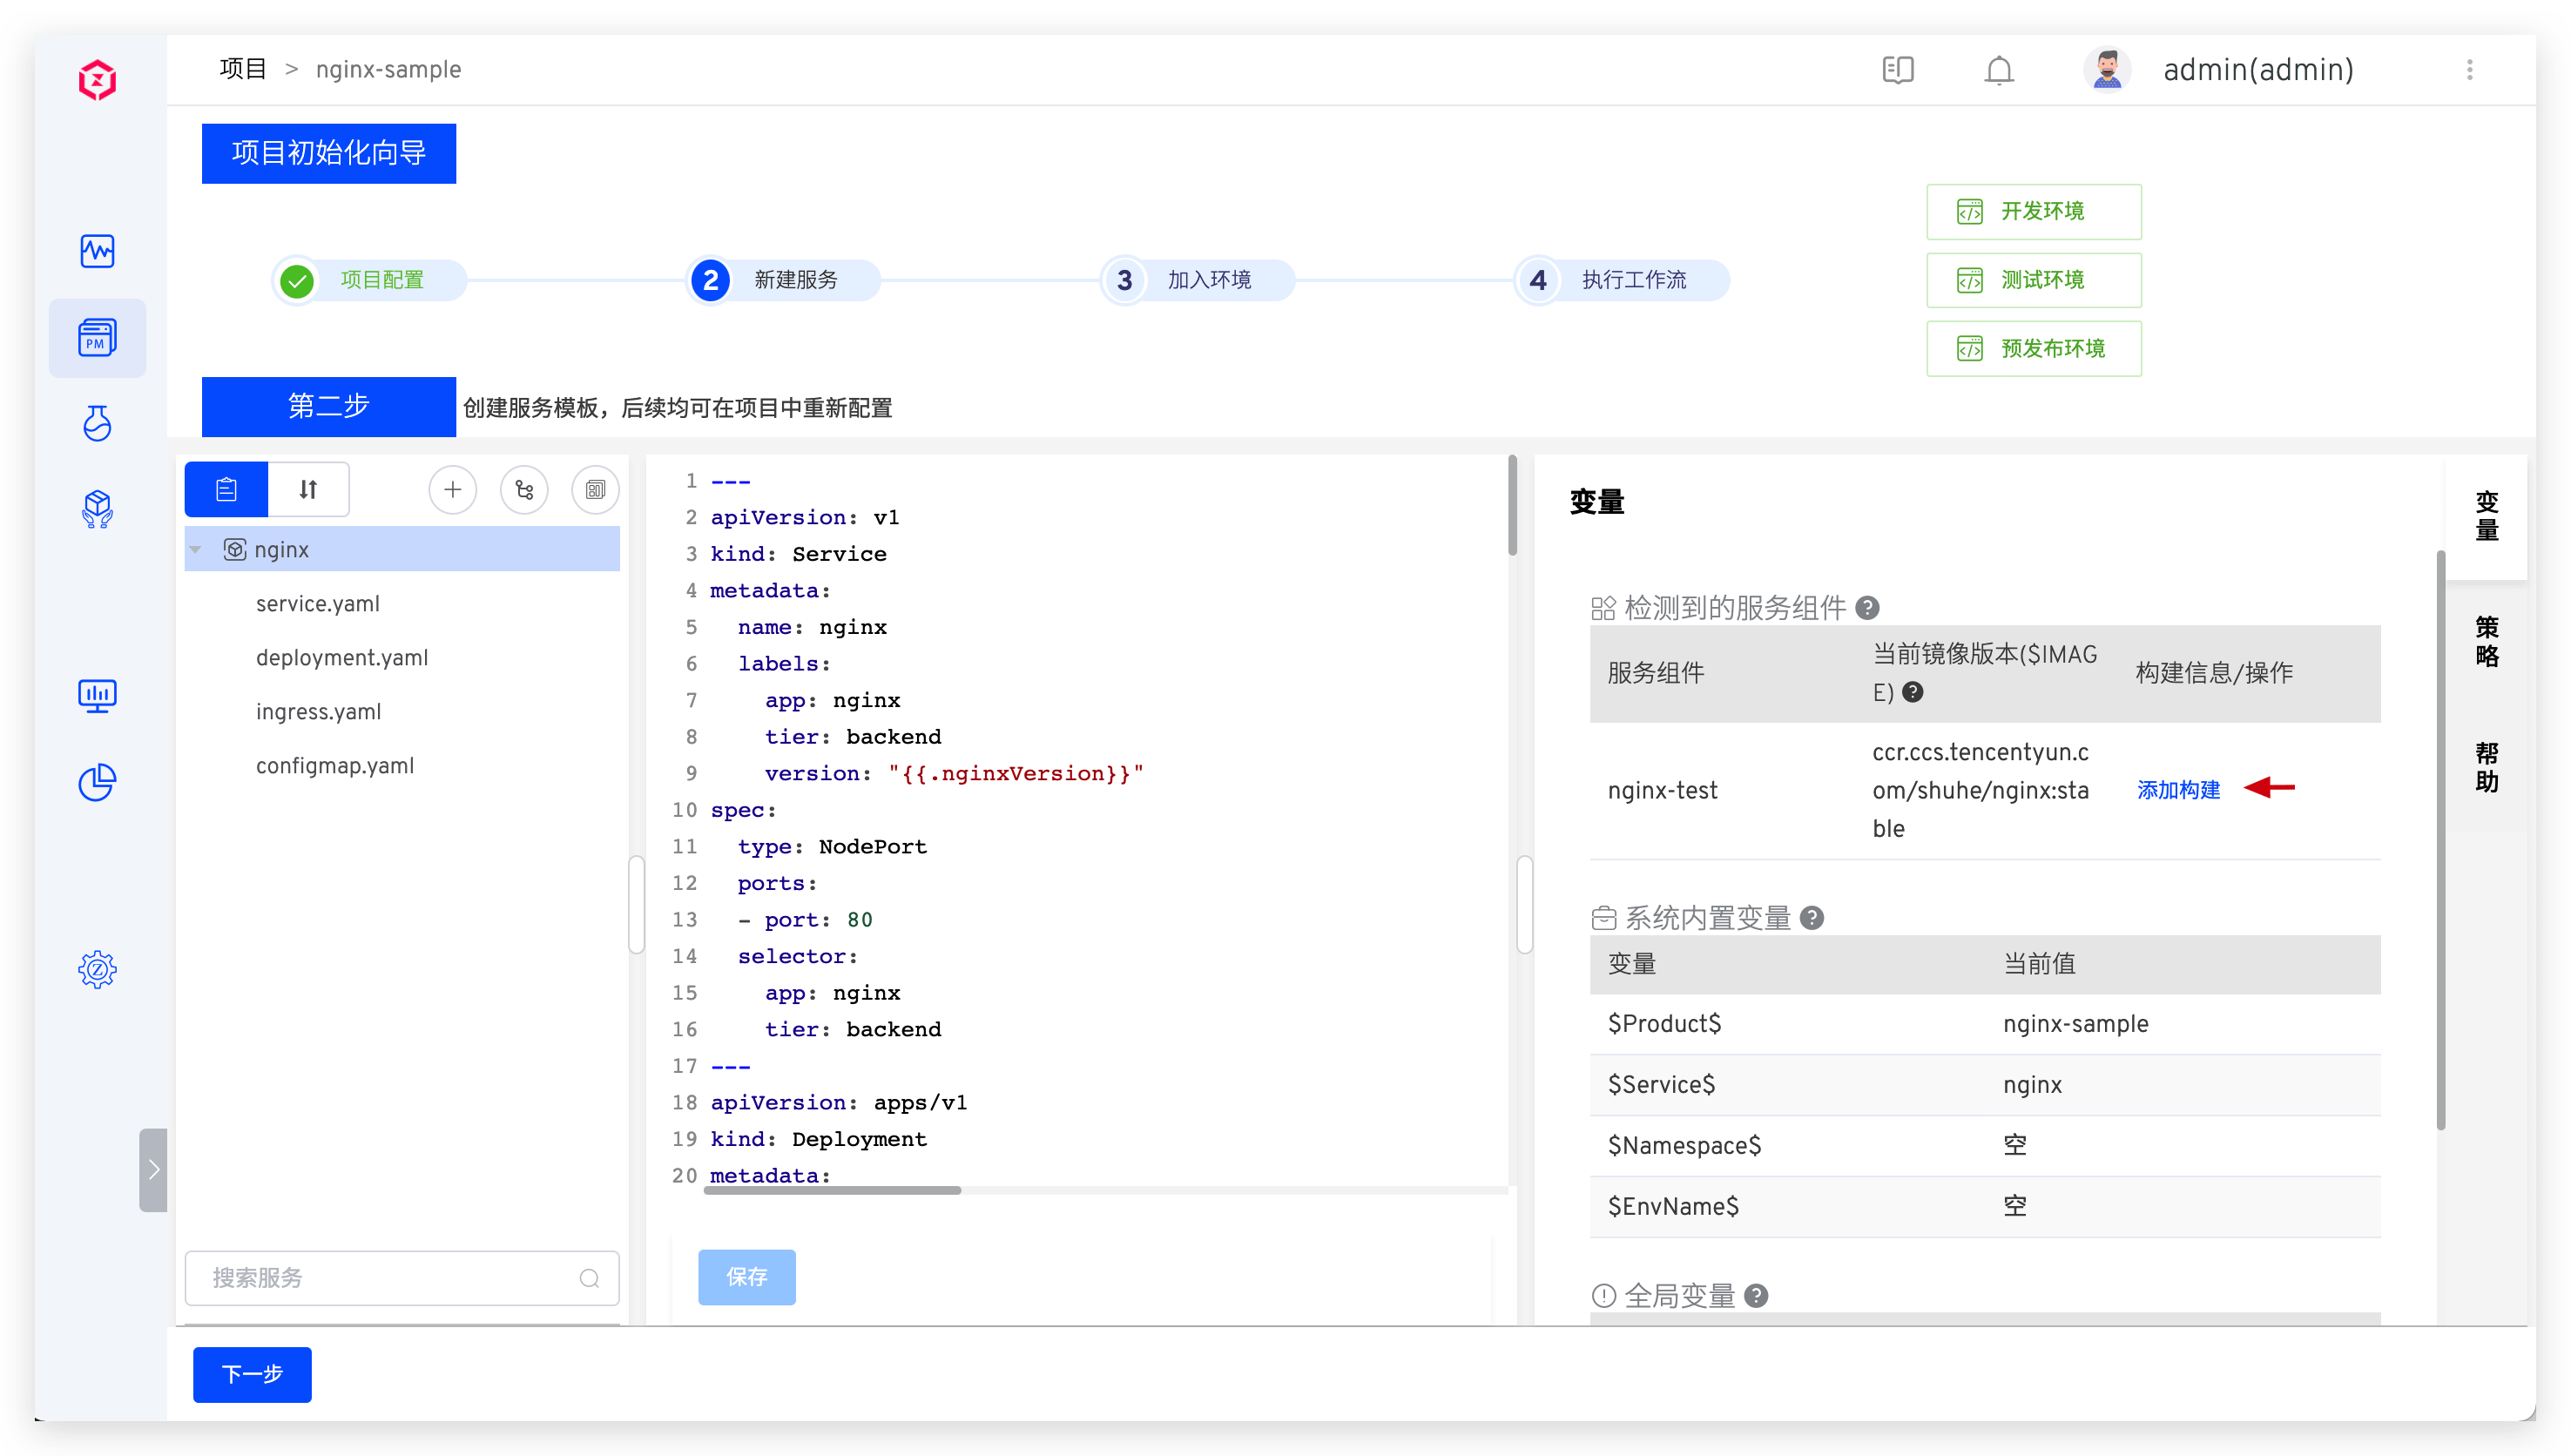 项目 > nginx-sample
admin(admin)
项目初始化向导
项目配置
2 新建服务
3 加入环境
4 执行工作流
开发环境
测试环境
预发布环境
第二步 创建服务模板，后续均可在项目中重新配置
PM
nginx
service.yaml
deployment.yaml
ingress.yaml
configmap.yaml
搜索服务
1 ---
2 apiVersion: v1
3 kind: Service
4 metadata:
5   name: nginx
6   labels:
7     app: nginx
8     tier: backend
9     version: "{{.nginxVersion}}"
10 spec:
11   type: NodePort
12   ports:
13   - port: 80
14   selector:
15     app: nginx
16     tier: backend
17 ---
18 apiVersion: apps/v1
19 kind: Deployment
20 metadata:
保存
变量
检测到的服务组件 ?
服务组件 当前镜像版本($IMAGE) ? 构建信息/操作
nginx-test ccr.ccs.tencentyun.com/shuhe/nginx:stable 添加构建
系统内置变量 ?
变量 当前值
$Product$ nginx-sample
$Service$ nginx
$Namespace$ 空
$EnvName$ 空
全局变量 ?
变量
策略
帮助
下一步